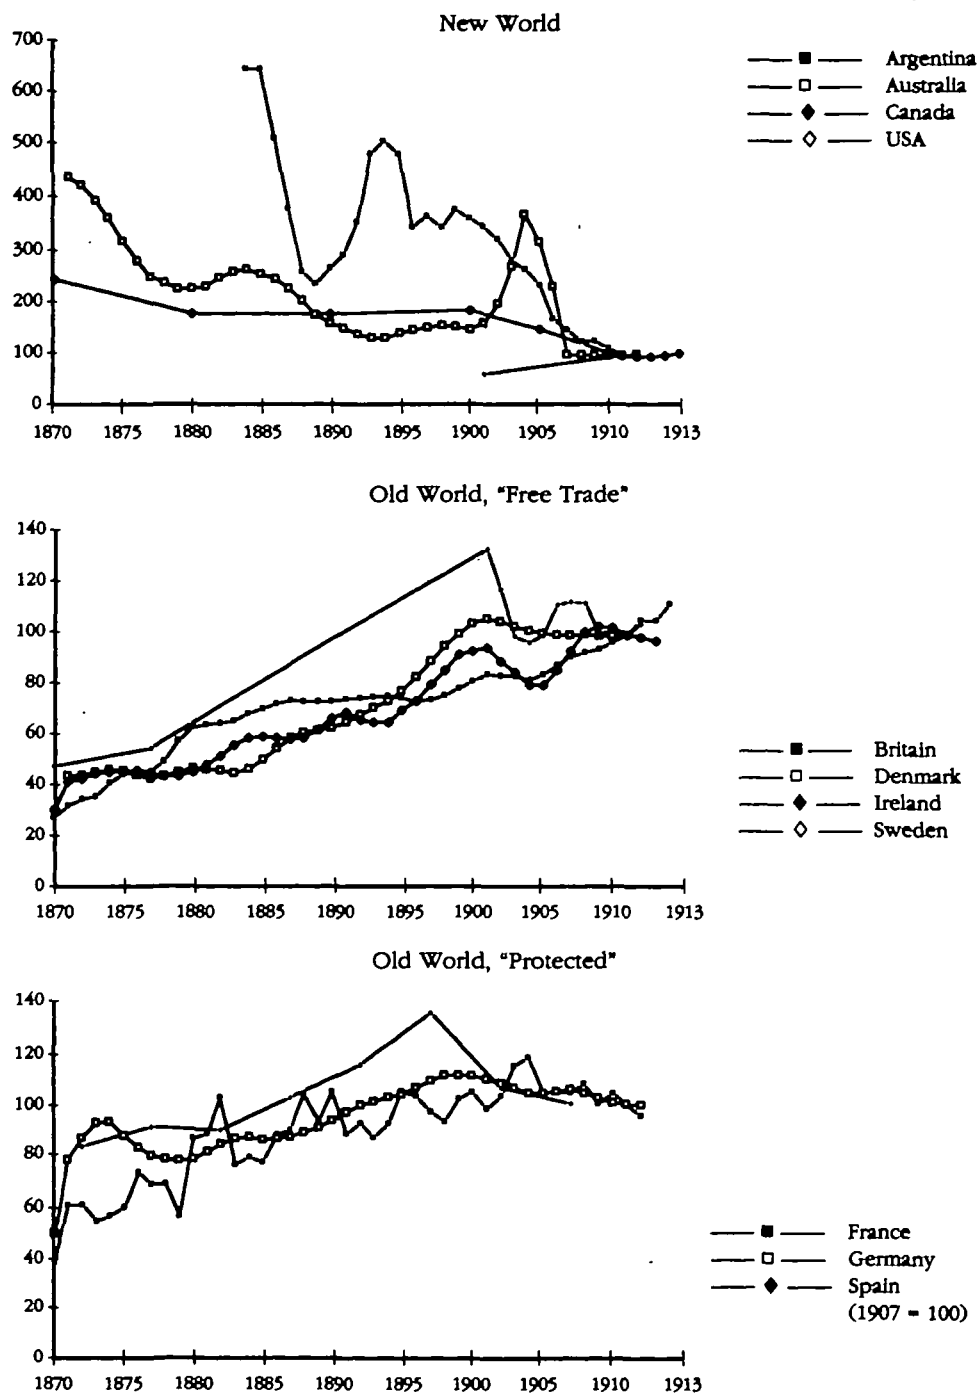 New World
700
600
500
400
300
200
100
0
1870 1875 1880 1885 1890 1895 1900 1905 1910 1913
Argentina
Australia
Canada
USA
Old World, "Free Trade"
140
120
100
80
60
40
20
0
1870 1875 1880 1885 1890 1895 1900 1905 1910 1913
Britain
Denmark
Ireland
Sweden
Old World, "Protected"
140
120
100
80
60
40
20
0
1870 1875 1880 1885 1890 1895 1900 1905 1910 1913
France
Germany
Spain
(1907 = 100)